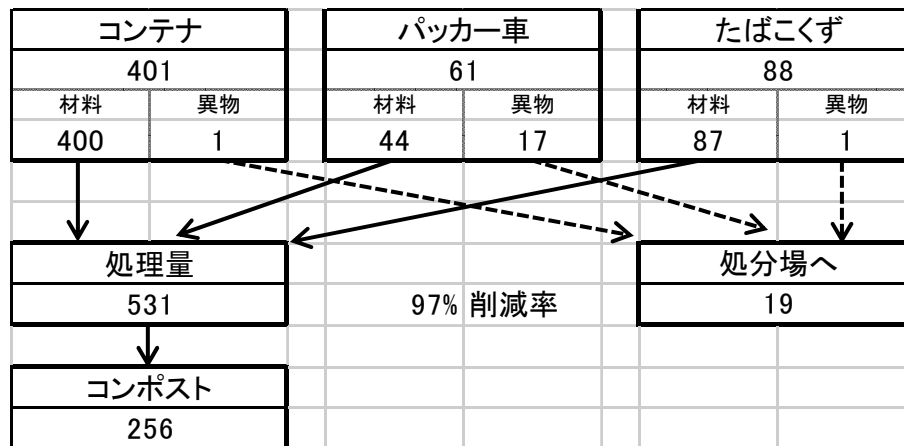 コンテナ パッカー車 たばこくず
401 61 88
材料 異物 材料 異物 材料 異物
400 1 44 17 87 1
処理量 処分場へ
531 97% 削減率 19
コンポスト
256